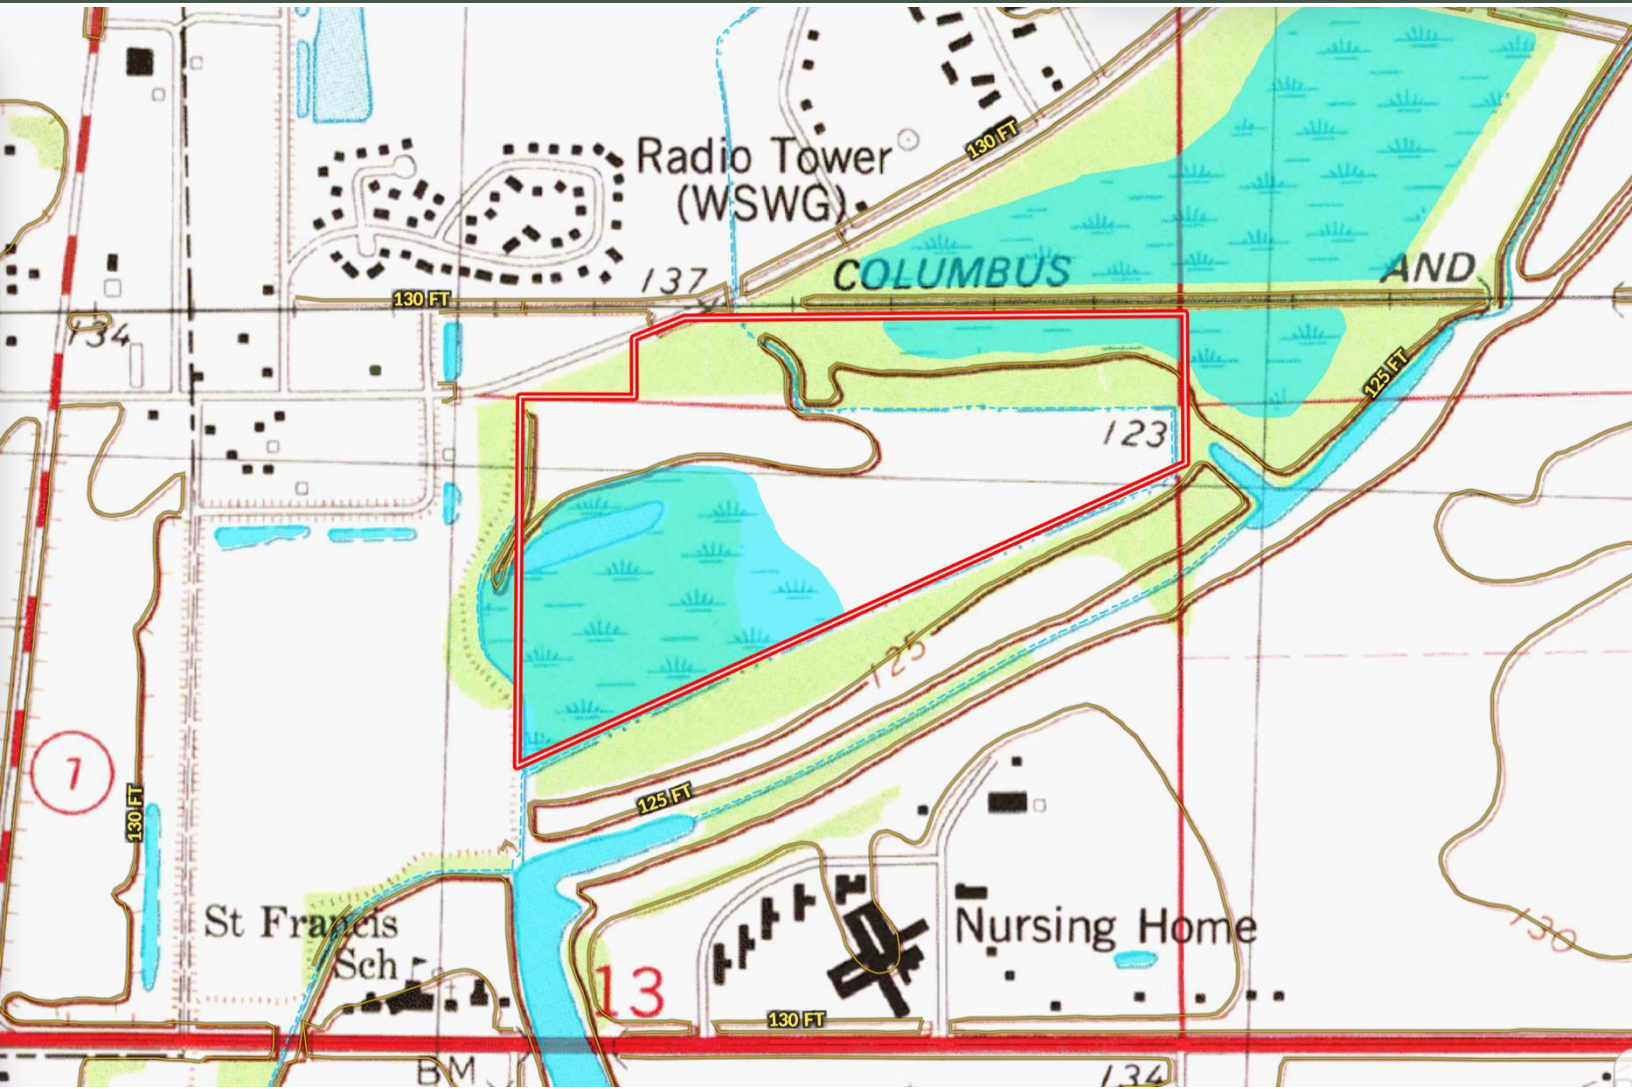 130 FT
Radio Tower
(WSWG)
137
COLUMBUS AND
130 FT
134
125 FT
123
125
7
130 FT
125 FT
St Francis
Sch
Nursing Home
130
13
130 FT
BM
134